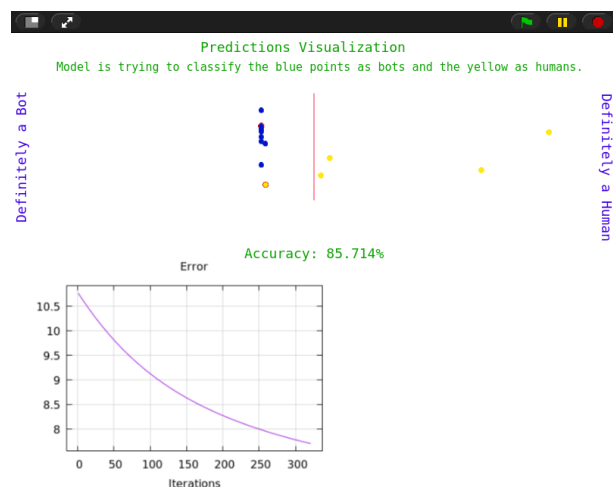 Predictions Visualization
Model is trying to classify the blue points as bots and the yellow as humans.
Definitely a Bot
Definitely a Human
Accuracy: 85.714%
Error
10.5
10
9.5
9
8.5
8
0 50 100 150 200 250 300
Iterations